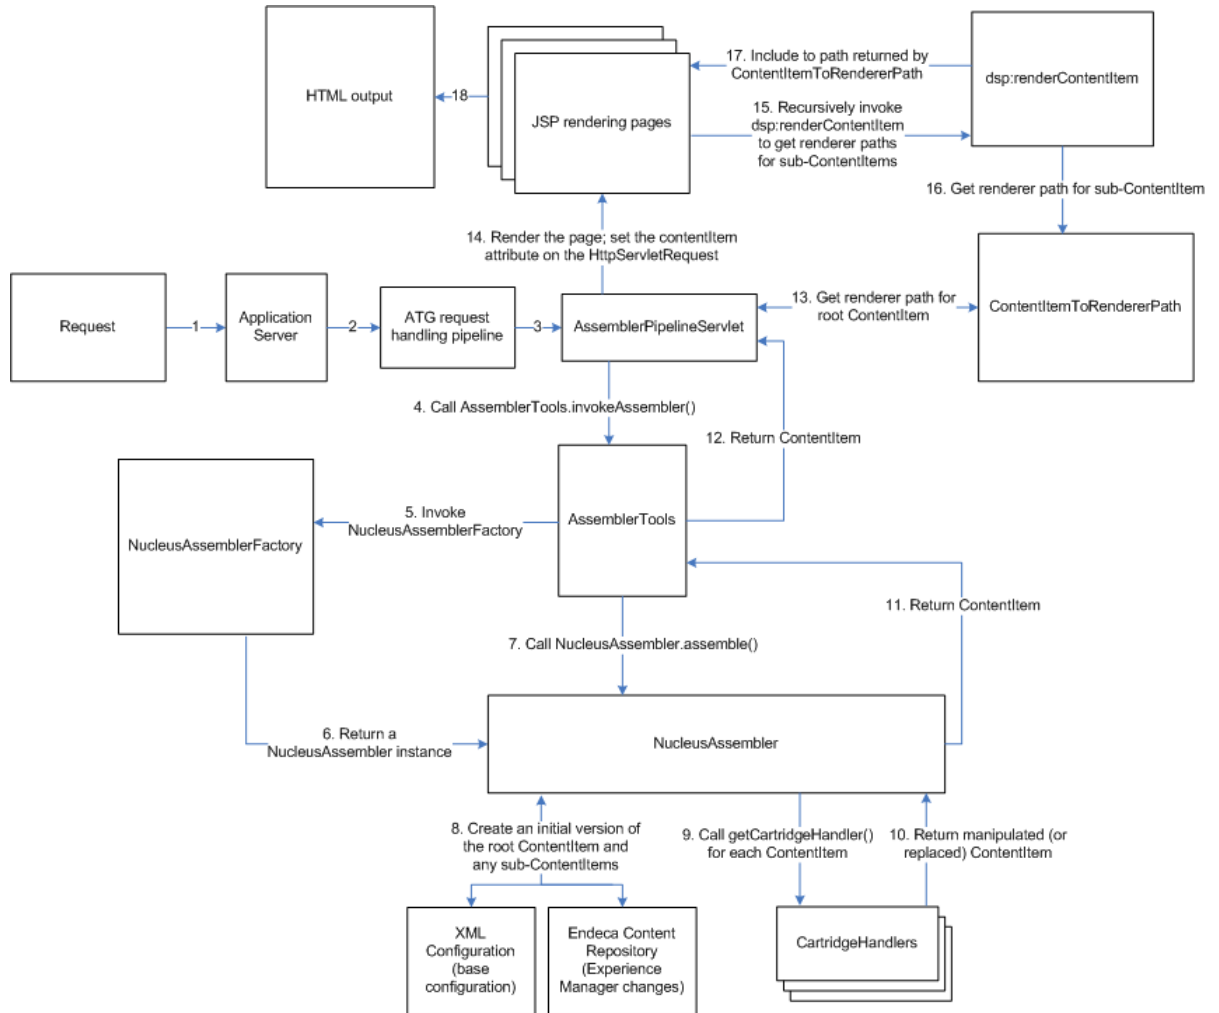 HTML output
18
JSP rendering pages
17. Include to path returned by
ContentItemToRendererPath
dsp:renderContentItem
15. Recursively invoke
dsp:renderContentItem
to get renderer paths
for sub-ContentItems
16. Get renderer path for sub-ContentItem
14. Render the page; set the contentItem
attribute on the HttpServletRequest
Request
1
Application
Server
2
ATG request
handling pipeline
3
AssemblerPipelineServlet
13. Get renderer path for
root ContentItem
ContentItemToRendererPath
4. Call AssemblerTools.invokeAssembler()
12. Return ContentItem
NucleusAssemblerFactory
5. Invoke
NucleusAssemblerFactory
AssemblerTools
11. Return ContentItem
7. Call NucleusAssembler.assemble()
6. Return a
NucleusAssembler instance
NucleusAssembler
8. Create an initial version of
the root ContentItem and
any sub-ContentItems
9. Call getCartridgeHandler()
for each ContentItem
10. Return manipulated (or
replaced) ContentItem
XML
Configuration
(base
configuration)
Endeca Content
Repository
(Experience
Manager changes)
CartridgeHandlers